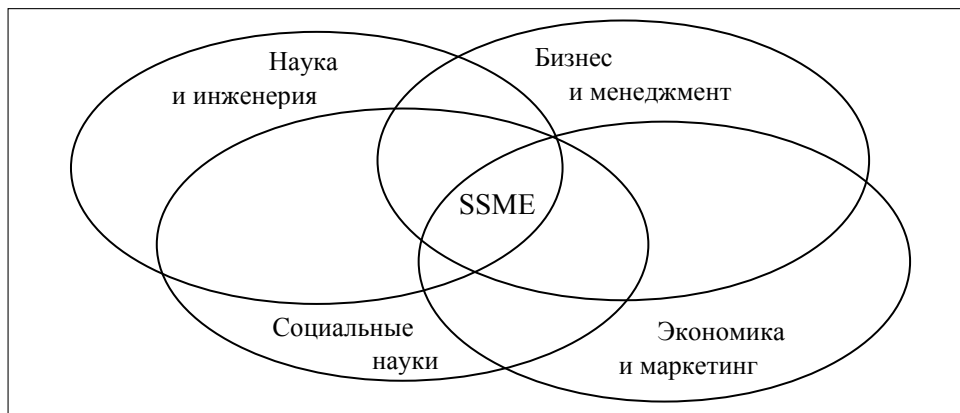 Наука
и инженерия
Бизнес
и менеджмент
SSME
Социальные
науки
Экономика
и маркетинг